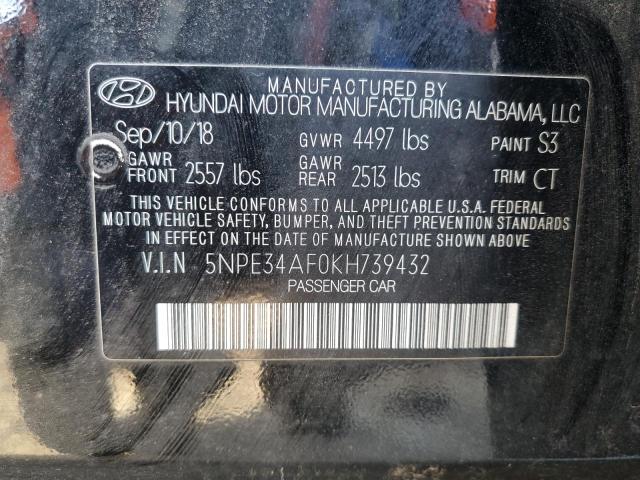 MANUFACTURED BY
HYUNDAI MOTOR MANUFACTURING ALABAMA, LLC
Sep/10/18 GVWR 4497 lbs PAINT S3
GAWR FRONT 2557 lbs GAWR REAR 2513 lbs TRIM CT
THIS VEHICLE CONFORMS TO ALL APPLICABLE U.S.A. FEDERAL
MOTOR VEHICLE SAFETY, BUMPER, AND THEFT PREVENTION STANDARDS
IN EFFECT ON THE DATE OF MANUFACTURE SHOWN ABOVE
V.I.N 5NPE34AF0KH739432
PASSENGER CAR